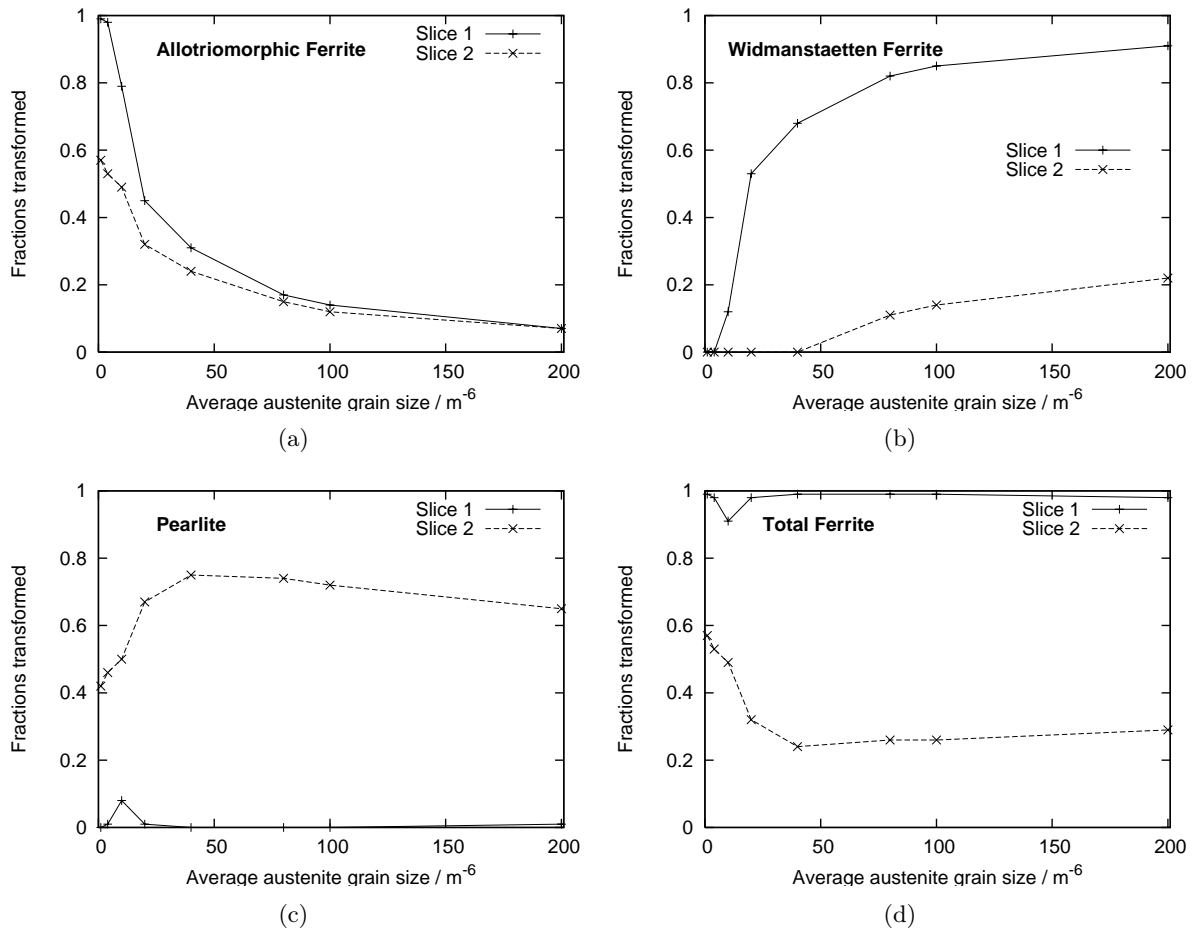 Allotriomorphic Ferrite
Slice 1
Slice 2
Fractions transformed
1
0.8
0.6
0.4
0.2
0
0 50 100 150 200
Average austenite grain size / m-6
(a)
Widmanstaetten Ferrite
Slice 1
Slice 2
Fractions transformed
1
0.8
0.6
0.4
0.2
0
0 50 100 150 200
Average austenite grain size / m-6
(b)
Pearlite
Slice 1
Slice 2
Fractions transformed
1
0.8
0.6
0.4
0.2
0
0 50 100 150 200
Average austenite grain size / m-6
(c)
Total Ferrite
Slice 1
Slice 2
Fractions transformed
1
0.8
0.6
0.4
0.2
0
0 50 100 150 200
Average austenite grain size / m-6
(d)